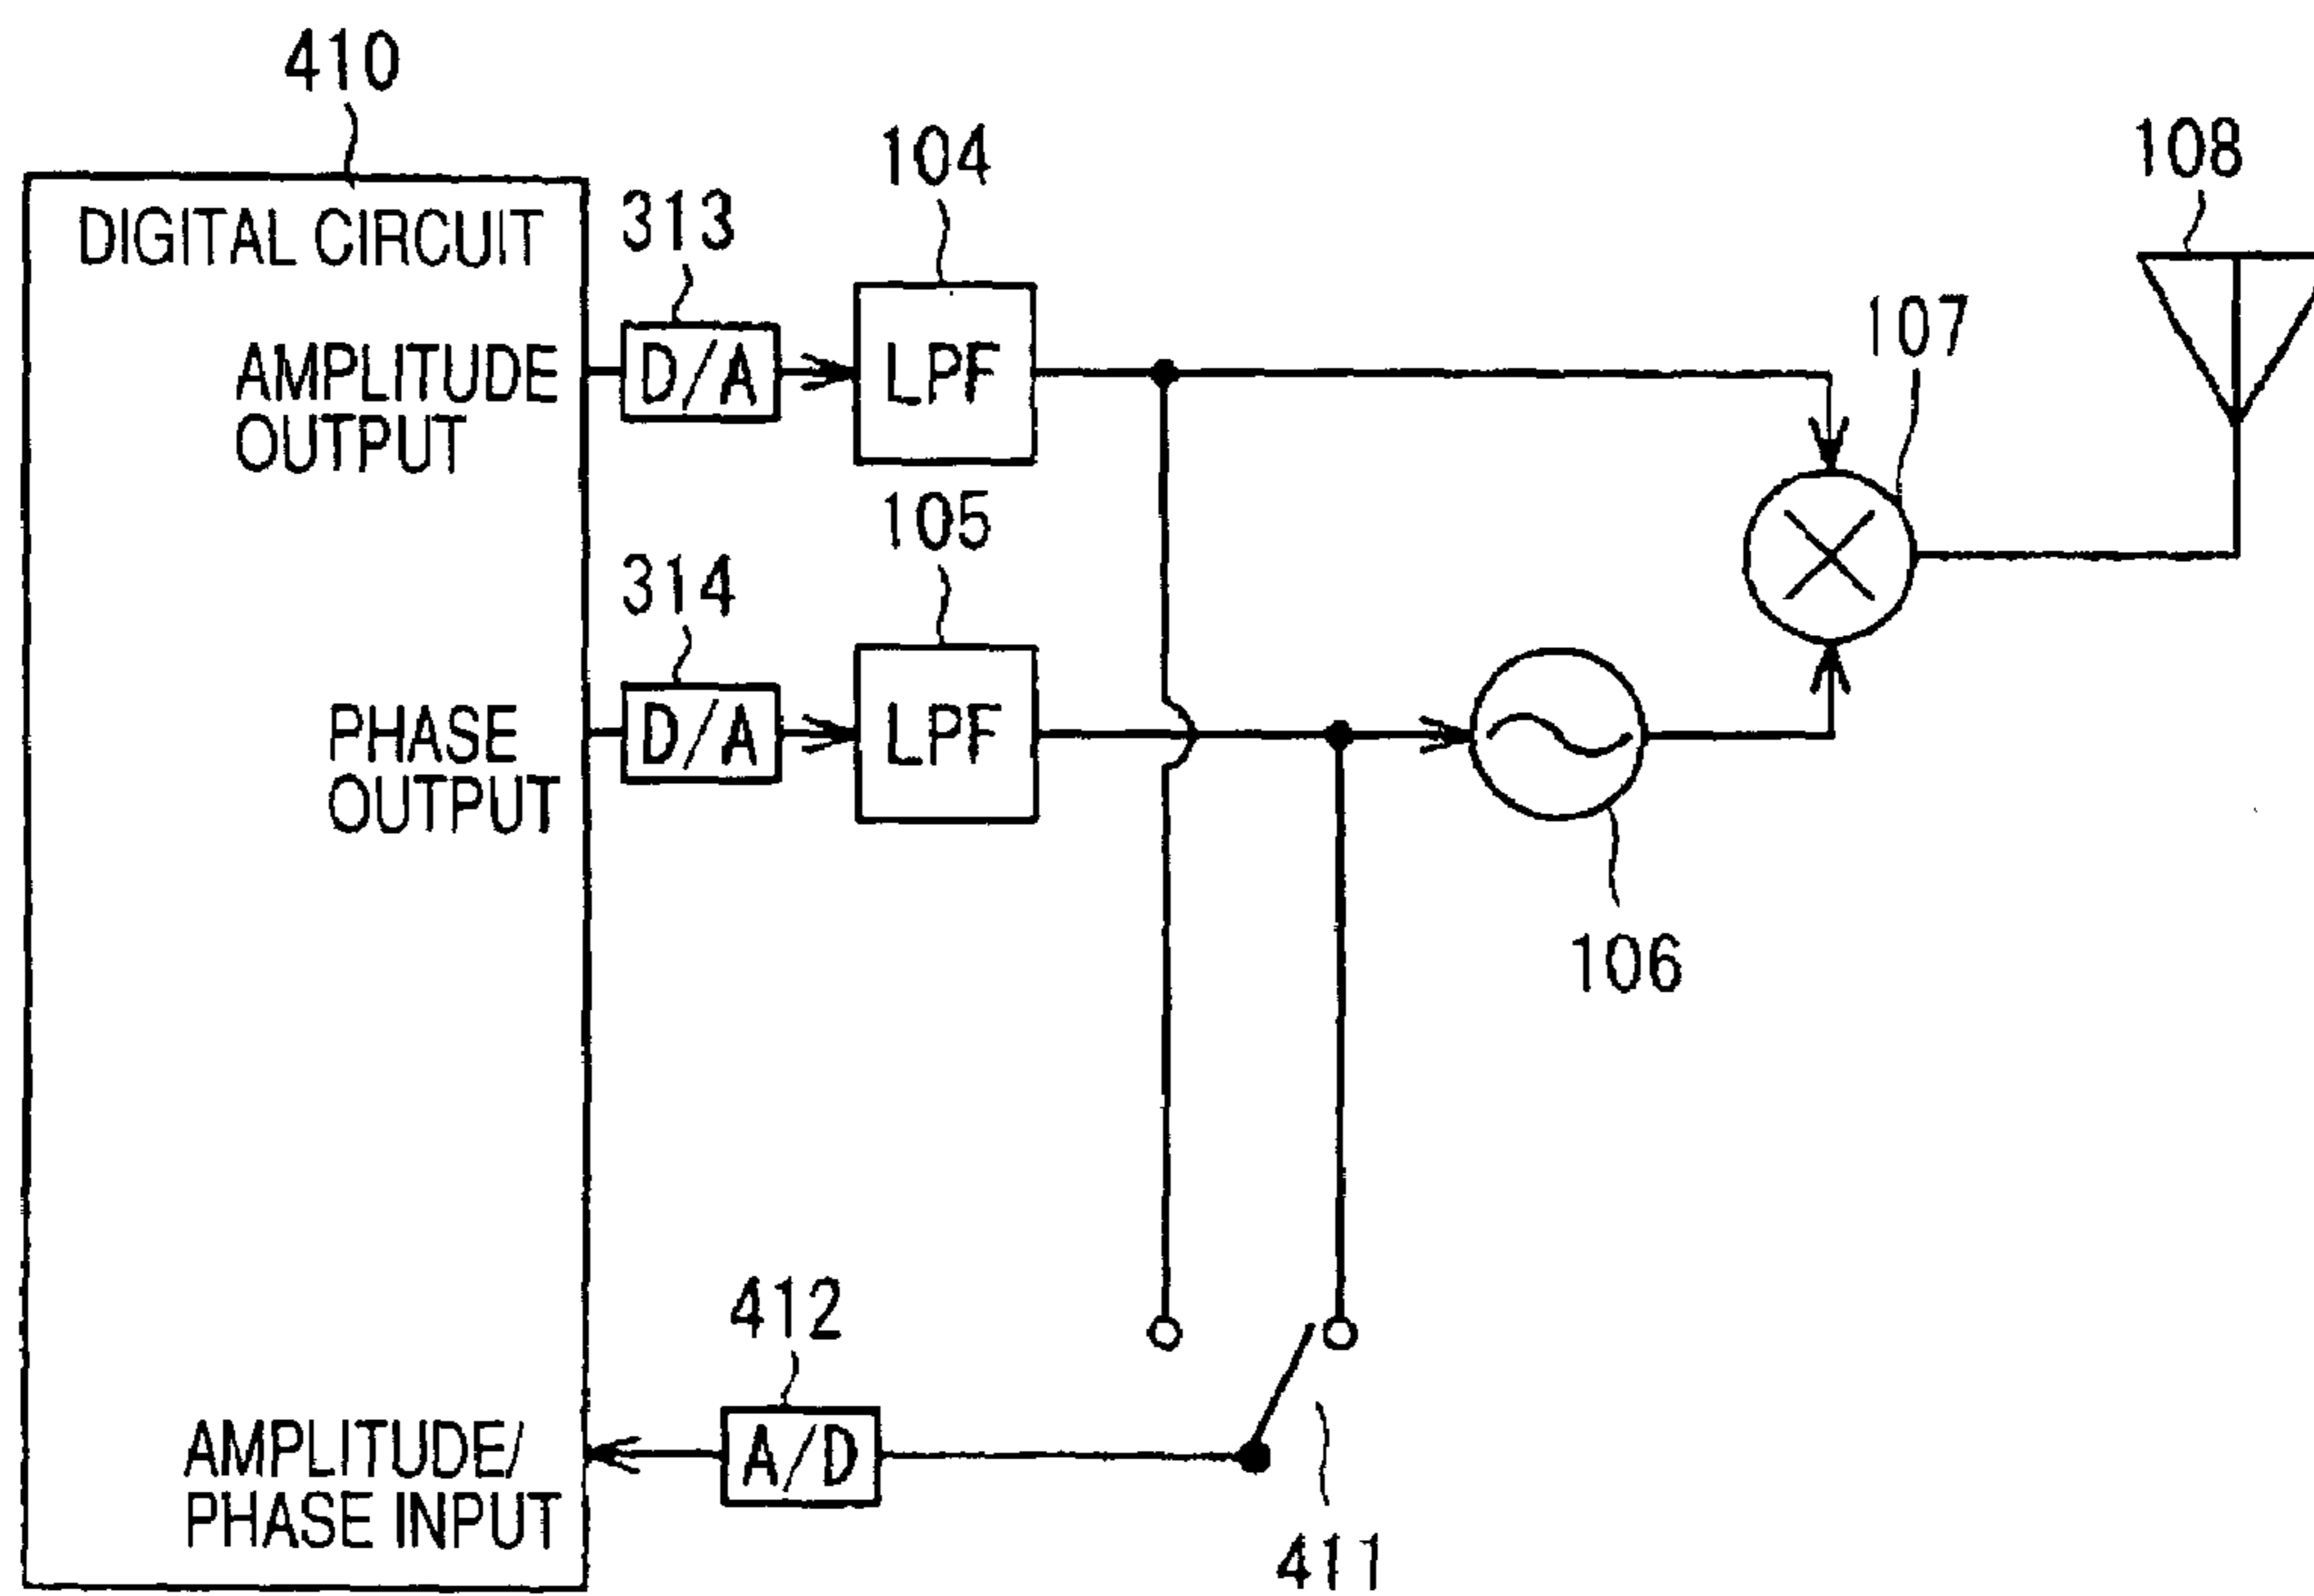 410
104
108
DIGITAL CIRCUIT
313
107
AMPLITUDE
OUTPUT
D/A
LPF
105
314
PHASE
OUTPUT
D/A
LPF
106
412
AMPLITUDE/
PHASE INPUT
A/D
411